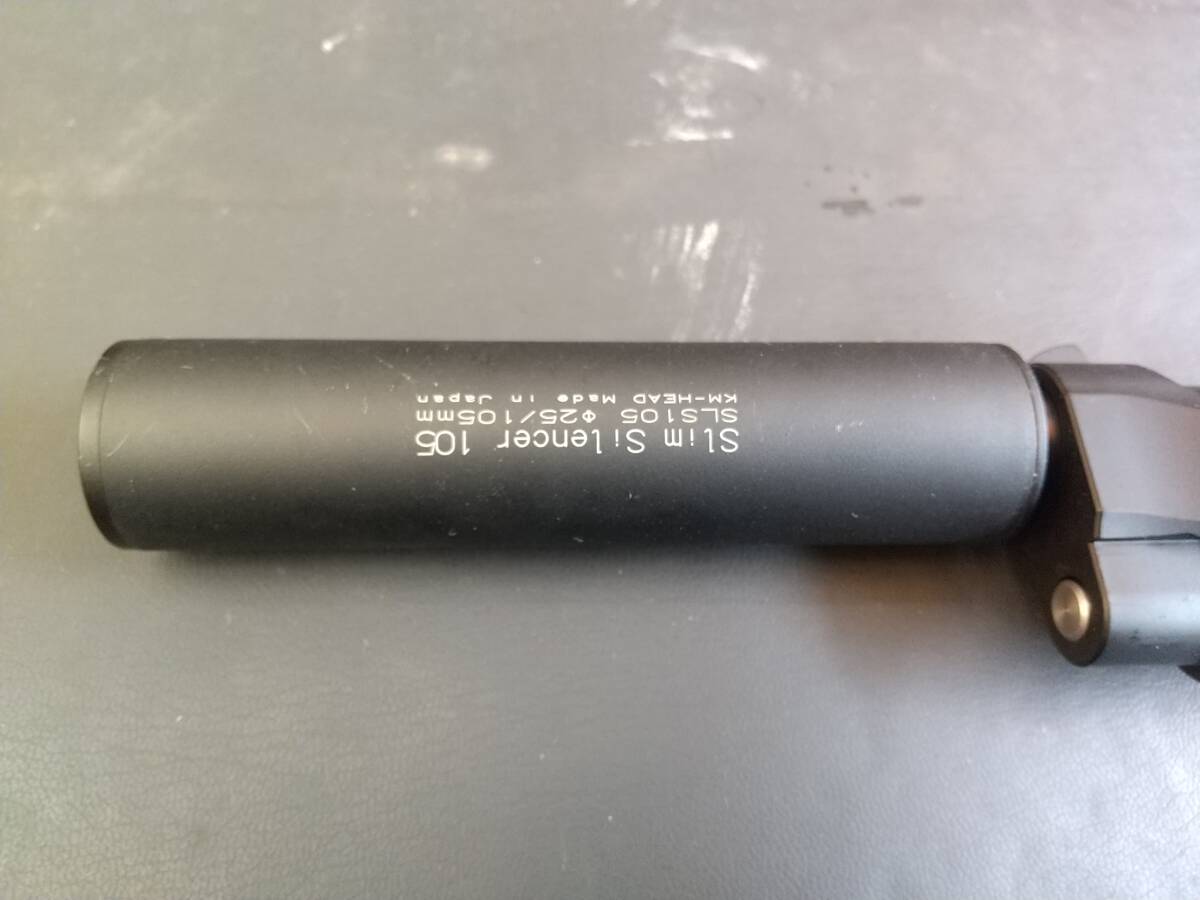 Slim Silencer 105
SLS105 Φ25/105mm
KM-HEAD Made in Japan